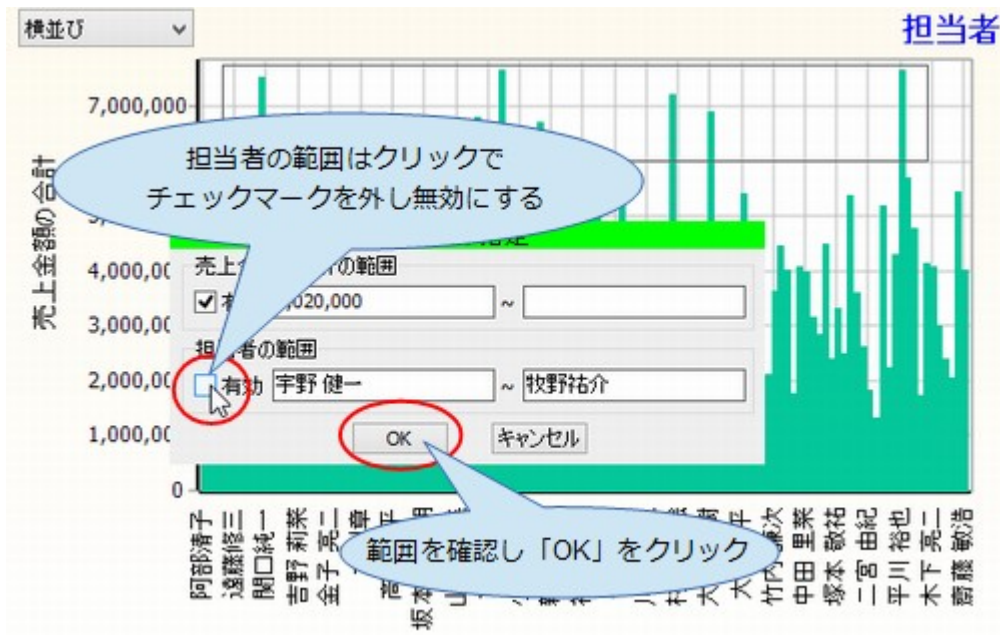 横並び
担当者
7,000,000
売上金額の合計
担当者の範囲はクリックで
チェックマークを外し無効にする
4,000,00
の範囲
,020,000
~
3,000,00
者の範囲
2,000,00
有効
宇野 健一
~
牧野祐介
1,000,00
OK
キャンセル
0
範囲を確認し「OK」をクリック
阿部清子
遠藤修三
関口純一
吉野 莉菜
金子 亮二
竹内 謙次
中田 里菜
塚本 敬祐
二宮 由紀
平川 裕也
木下 亮二
齋藤 敏浩